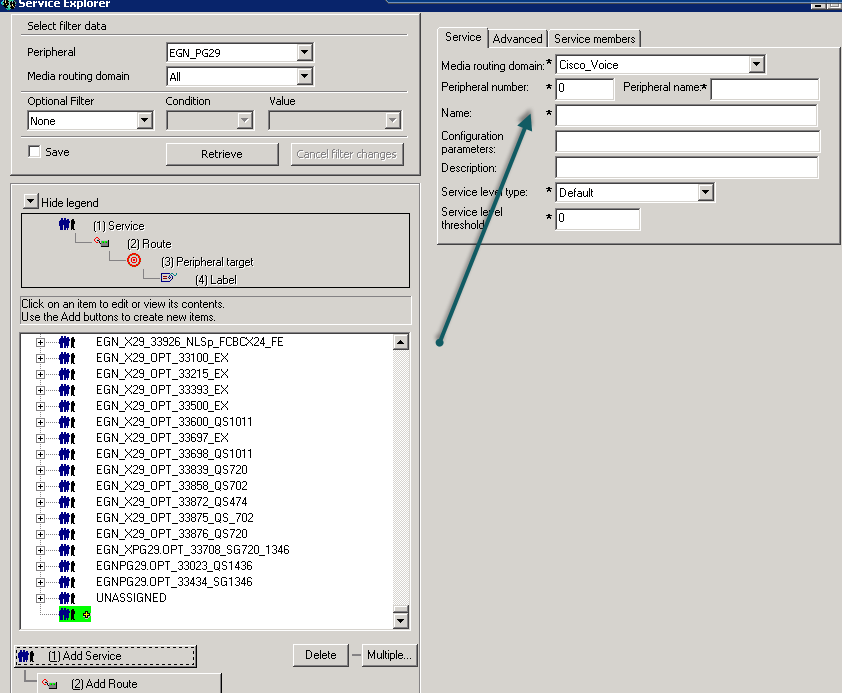 Service Explorer
Select filter data
Peripheral
EGN_PG29
Media routing domain
All
Optional Filter
Condition
Value
None
Save
Retrieve
Cancel filter changes
Hide legend
(1) Service
(2) Route
(3) Peripheral target
(4) Label
Click on an item to edit or view its contents.
Use the Add buttons to create new items.
EGN_X29_33926_NLSp_FCBCX24_FE
EGN_X29_OPT_33100_EX
EGN_X29_OPT_33215_EX
EGN_X29_OPT_33393_EX
EGN_X29_OPT_33500_EX
EGN_X29_OPT_33600_QS1011
EGN_X29_OPT_33697_EX
EGN_X29_OPT_33698_QS1011
EGN_X29_OPT_33839_QS720
EGN_X29_OPT_33858_QS702
EGN_X29_OPT_33872_QS474
EGN_X29_OPT_33875_QS_702
EGN_X29_OPT_33876_QS720
EGN_XPG29.OPT_33708_SG720_1346
EGNPG29.OPT_33023_QS1436
EGNPG29.OPT_33434_SG1346
UNASSIGNED
(1) Add Service
Delete
Multiple...
(2) Add Route
Service
Advanced
Service members
Media routing domain:*
Cisco_Voice
Peripheral number: *
0
Peripheral name:*
Name: *
Configuration
parameters:
Description:
Service level type: *
Default
Service level
threshold: *
0